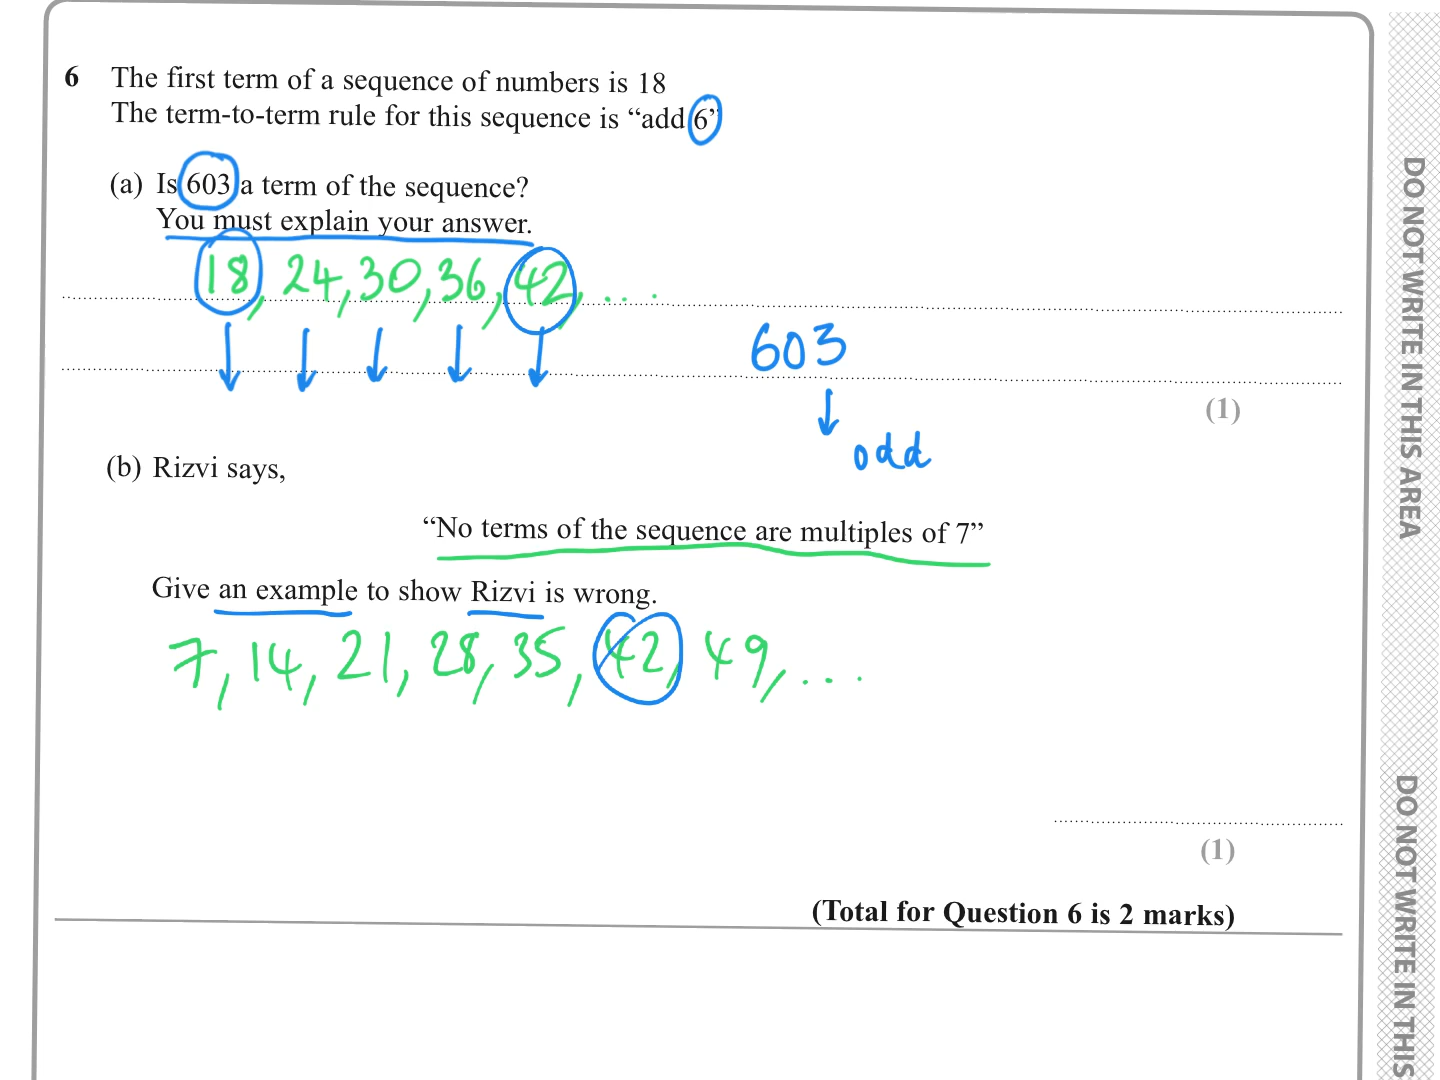 6 The first term of a sequence of numbers is 18
The term-to-term rule for this sequence is “add 6”
(a) Is 603 a term of the sequence?
You must explain your answer.
18, 24, 30, 36, 42, ...
603
(1)
odd
(b) Rizvi says,
“No terms of the sequence are multiples of 7”
Give an example to show Rizvi is wrong.
7, 14, 21, 28, 35, 42, 49, ...
(1)
(Total for Question 6 is 2 marks)
DO NOT WRITE IN THIS AREA
DO NOT WRITE IN THIS